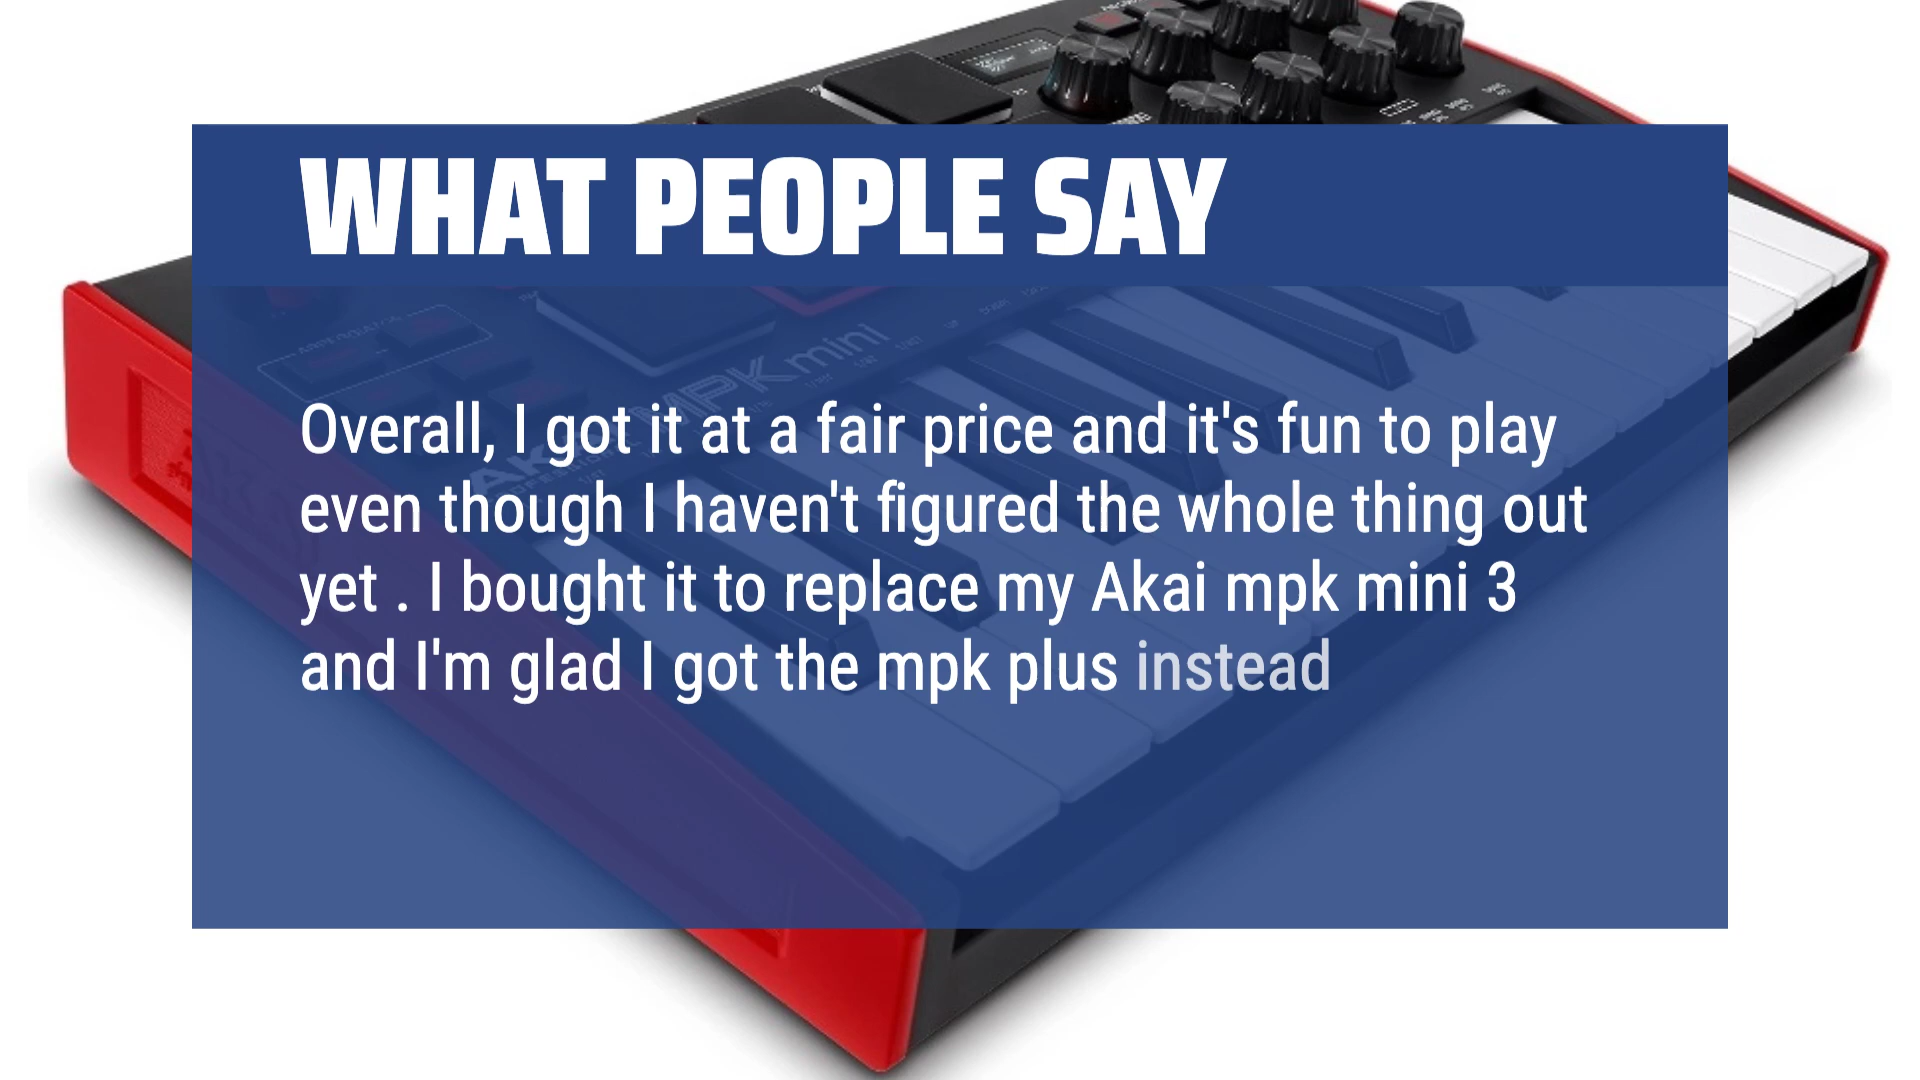 WHAT PEOPLE SAY
MPK mini
Overall, I got it at a fair price and it's fun to play
even though I haven't figured the whole thing out
yet . I bought it to replace my Akai mpk mini 3
and I'm glad I got the mpk plus instead